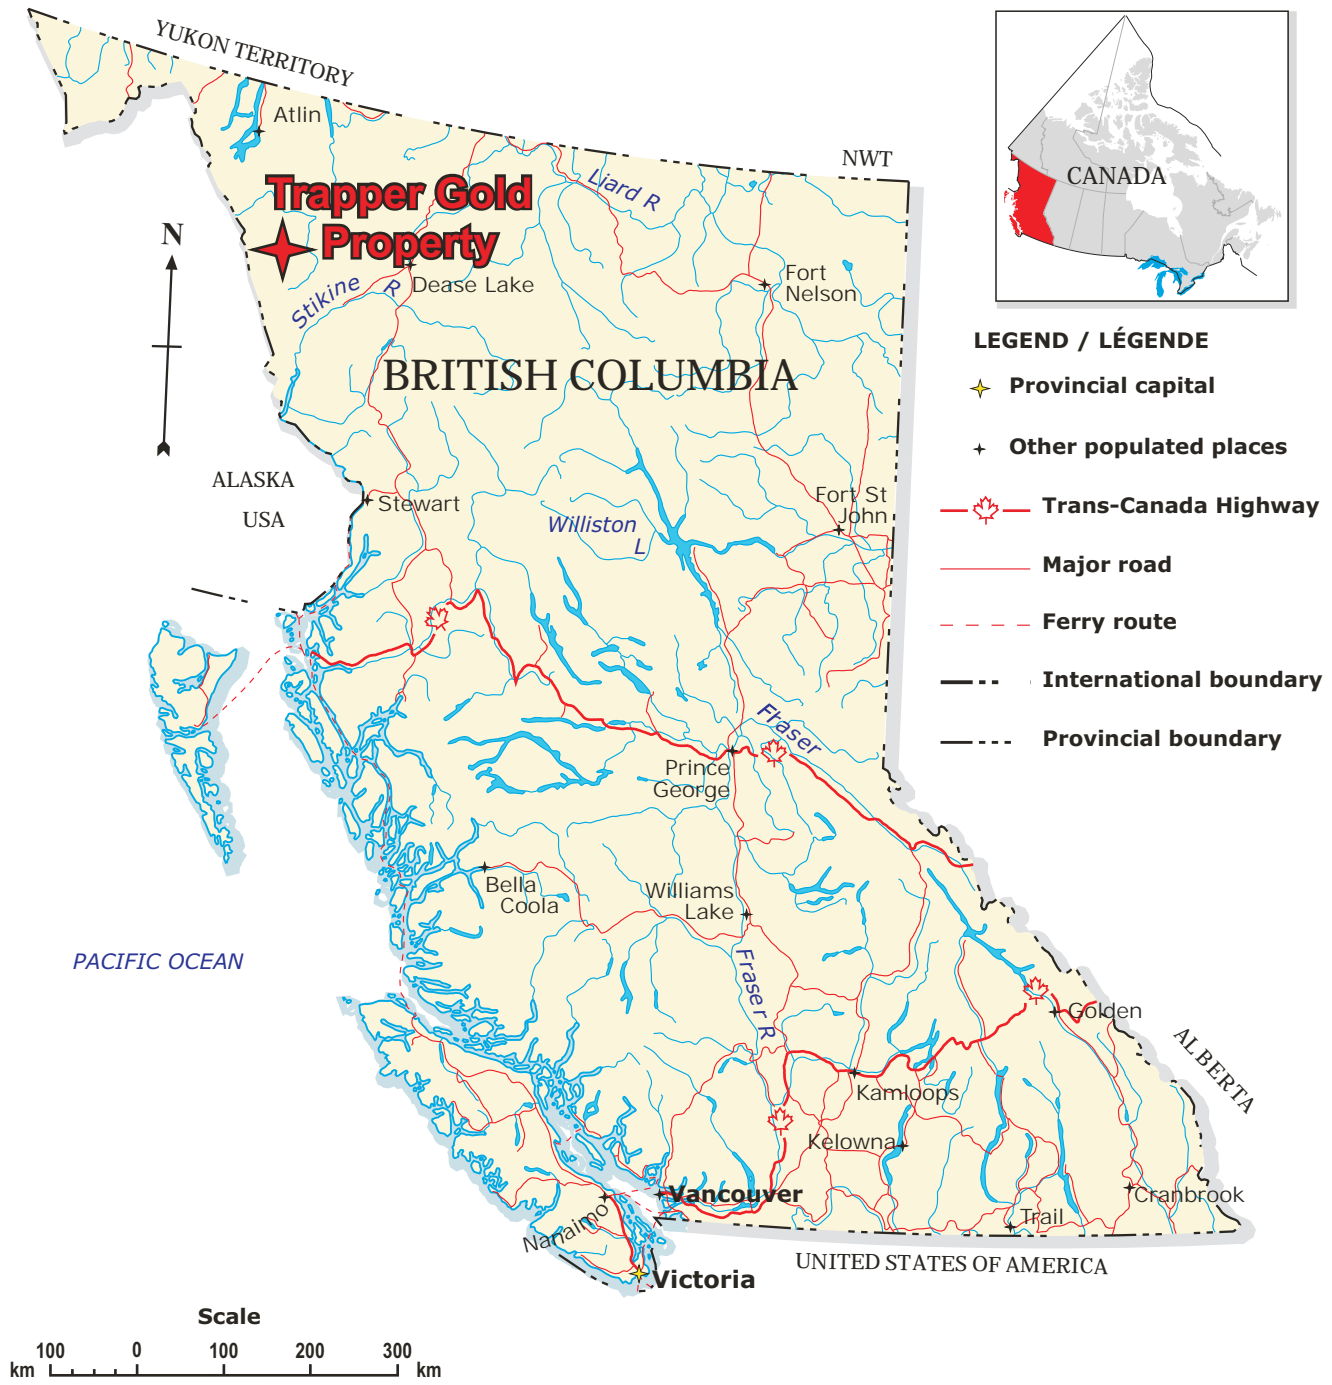 YUKON TERRITORY
Atlin
NWT
CANADA
Trapper Gold
Property
Liard R
N
Stikine R
Dease Lake
Fort
Nelson
LEGEND / LÉGENDE
BRITISH COLUMBIA
Provincial capital
Other populated places
ALASKA
USA
Stewart
Fort St
John
Trans-Canada Highway
Williston
L
Major road
Ferry route
International boundary
Provincial boundary
Fraser
Prince
George
Bella
Coola
Williams
Lake
PACIFIC OCEAN
Fraser R
Golden
ALBERTA
Kamloops
Kelowna
Vancouver
Cranbrook
Nanaimo
Trail
UNITED STATES OF AMERICA
Victoria
Scale
100 0 100 200 300
km km